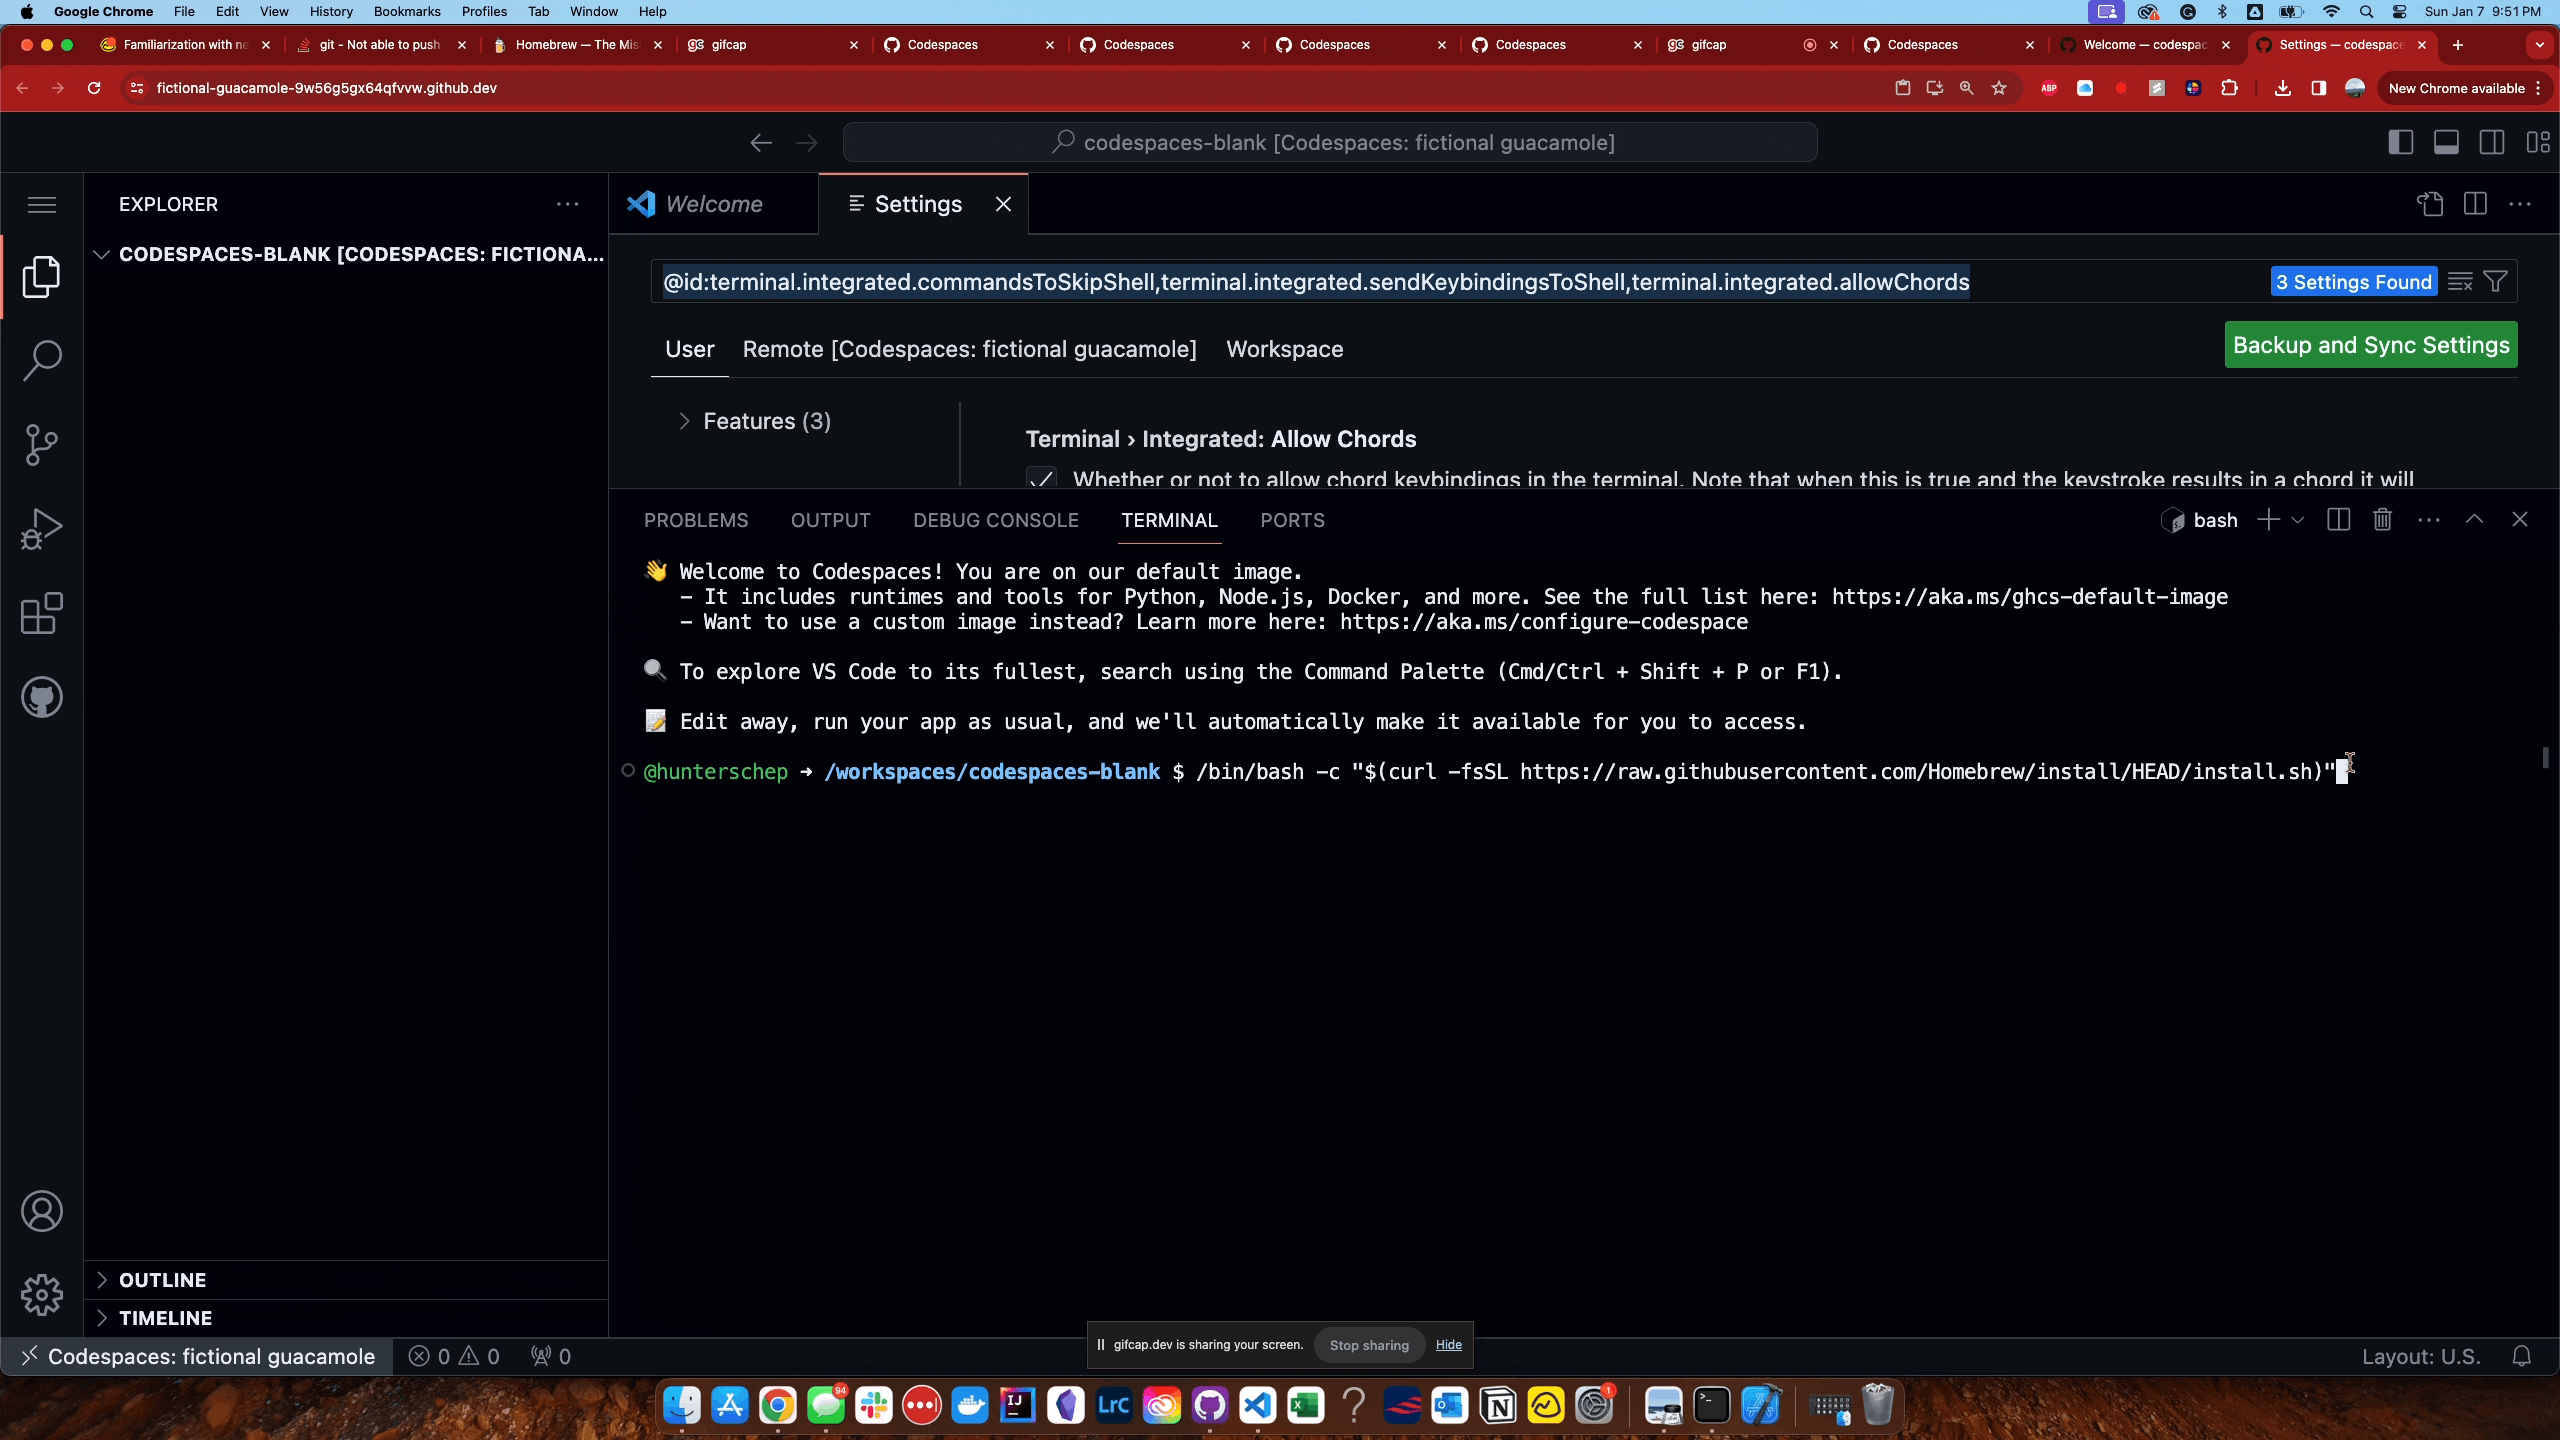 Google Chrome File Edit View History Bookmarks Profiles Tab Window Help Sun Jan 7 9:51 PM
Familiarization with ne git - Not able to push Homebrew — The Mis gifcap Codespaces Codespaces Codespaces Codespaces gifcap Codespaces Welcome — codespac Settings — codespace
fictional-guacamole-9w56g5gx64qfvvw.github.dev ABP New Chrome available
codespaces-blank [Codespaces: fictional guacamole]
EXPLORER
Welcome Settings
CODESPACES-BLANK [CODESPACES: FICTIONA...
@id:terminal.integrated.commandsToSkipShell,terminal.integrated.sendKeybindingsToShell,terminal.integrated.allowChords 3 Settings Found
User Remote [Codespaces: fictional guacamole] Workspace Backup and Sync Settings
Features (3)
Terminal › Integrated: Allow Chords
Whether or not to allow chord keybindings in the terminal. Note that when this is true and the keystroke results in a chord it will
PROBLEMS OUTPUT DEBUG CONSOLE TERMINAL PORTS bash
👋 Welcome to Codespaces! You are on our default image.
- It includes runtimes and tools for Python, Node.js, Docker, and more. See the full list here: https://aka.ms/ghcs-default-image
- Want to use a custom image instead? Learn more here: https://aka.ms/configure-codespace
🔍 To explore VS Code to its fullest, search using the Command Palette (Cmd/Ctrl + Shift + P or F1).
📝 Edit away, run your app as usual, and we'll automatically make it available for you to access.
@hunterschep ➜ /workspaces/codespaces-blank $ /bin/bash -c "$(curl -fsSL https://raw.githubusercontent.com/Homebrew/install/HEAD/install.sh)"
OUTLINE
TIMELINE
gifcap.dev is sharing your screen. Stop sharing Hide
Codespaces: fictional guacamole 0 0 0 Layout: U.S.
94 IJ LrC 1